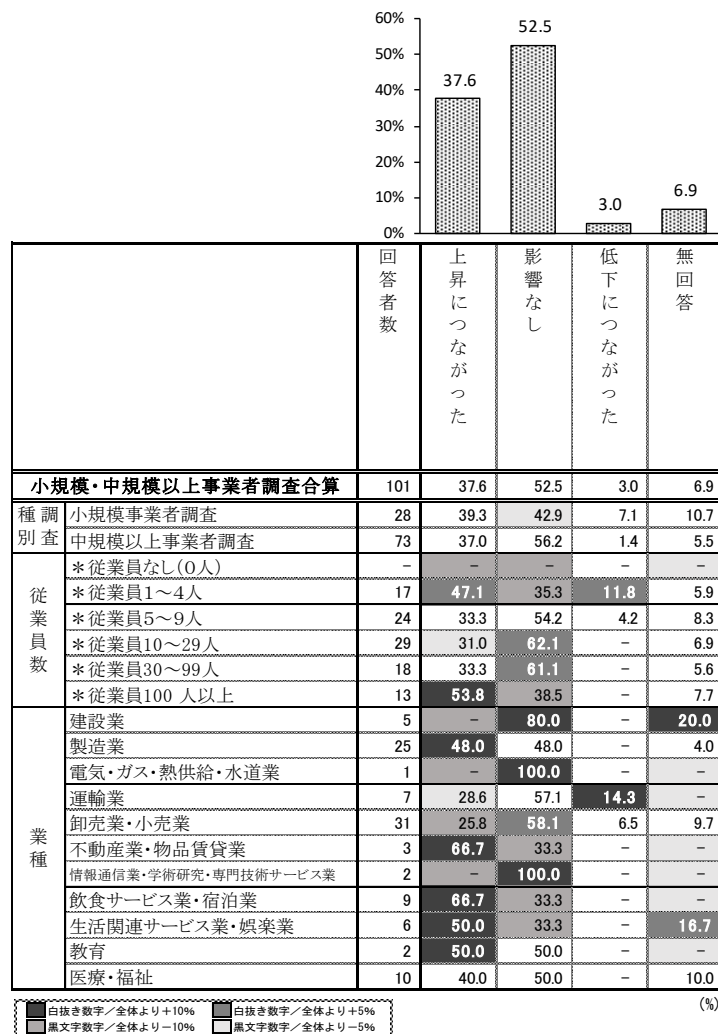 60%
50%
40%
30%
20%
10%
0%
37.6
52.5
3.0
6.9
回答者数
上昇につながった
影響なし
低下につながった
無回答
小規模・中規模以上事業者調査合算 101 37.6 52.5 3.0 6.9
調査種別
小規模事業者調査 28 39.3 42.9 7.1 10.7
中規模以上事業者調査 73 37.0 56.2 1.4 5.5
従業員数
＊従業員なし(0人) － － － － －
＊従業員1～4人 17 47.1 35.3 11.8 5.9
＊従業員5～9人 24 33.3 54.2 4.2 8.3
＊従業員10～29人 29 31.0 62.1 － 6.9
＊従業員30～99人 18 33.3 61.1 － 5.6
＊従業員100 人以上 13 53.8 38.5 － 7.7
業種
建設業 5 － 80.0 － 20.0
製造業 25 48.0 48.0 － 4.0
電気・ガス・熱供給・水道業 1 － 100.0 － －
運輸業 7 28.6 57.1 14.3 －
卸売業・小売業 31 25.8 58.1 6.5 9.7
不動産業・物品賃貸業 3 66.7 33.3 － －
情報通信業・学術研究・専門技術サービス業 2 － 100.0 － －
飲食サービス業・宿泊業 9 66.7 33.3 － －
生活関連サービス業・娯楽業 6 50.0 33.3 － 16.7
教育 2 50.0 50.0 － －
医療・福祉 10 40.0 50.0 － 10.0
(%)
白抜き数字／全体より＋10% 白抜き数字／全体より＋5%
黒文字数字／全体より－10% 黒文字数字／全体より－5%